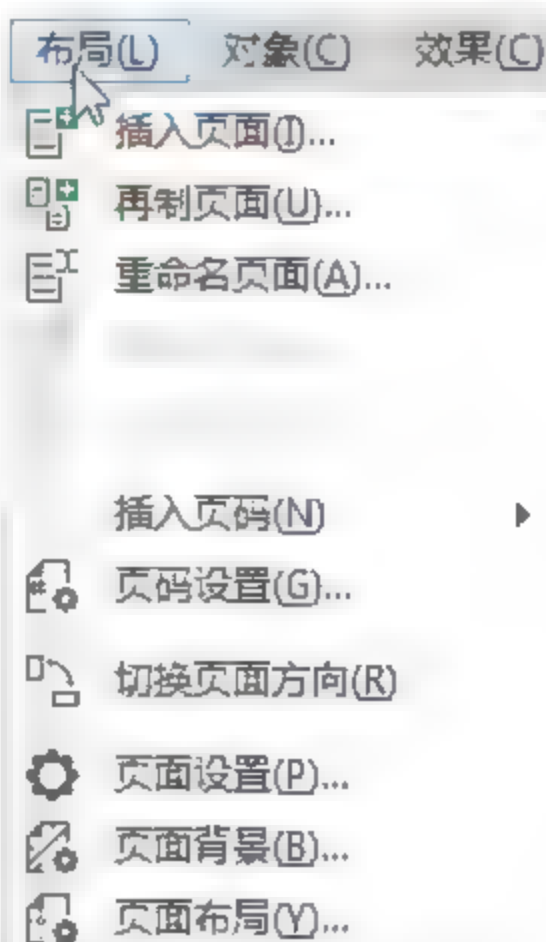 布局(L) 对象(C) 效果(C)
插入页面(I)...
再制页面(U)...
重命名页面(A)...
插入页码(N)
页码设置(G)...
切换页面方向(R)
页面设置(P)...
页面背景(B)...
页面布局(Y)...